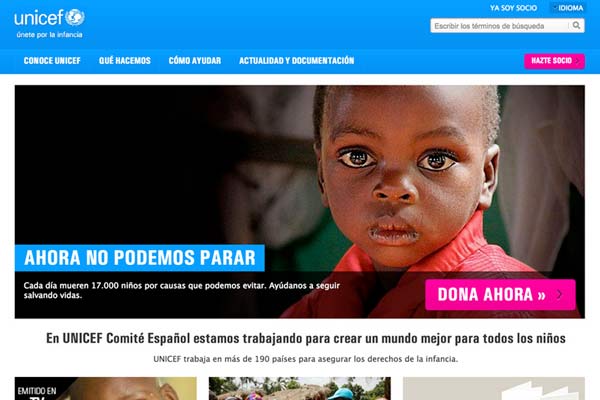 unicef
únete por la infancia
YA SOY SOCIO
IDIOMA
Escribir los términos de búsqueda
CONOCE UNICEF
QUÉ HACEMOS
CÓMO AYUDAR
ACTUALIDAD Y DOCUMENTACIÓN
HAZTE SOCIO
AHORA NO PODEMOS PARAR
Cada día mueren 17.000 niños por causas que podemos evitar. Ayúdanos a seguir
salvando vidas.
DONA AHORA »
En UNICEF Comité Español estamos trabajando para crear un mundo mejor para todos los niños
UNICEF trabaja en más de 190 países para asegurar los derechos de la infancia.
EMITIDO EN
TV